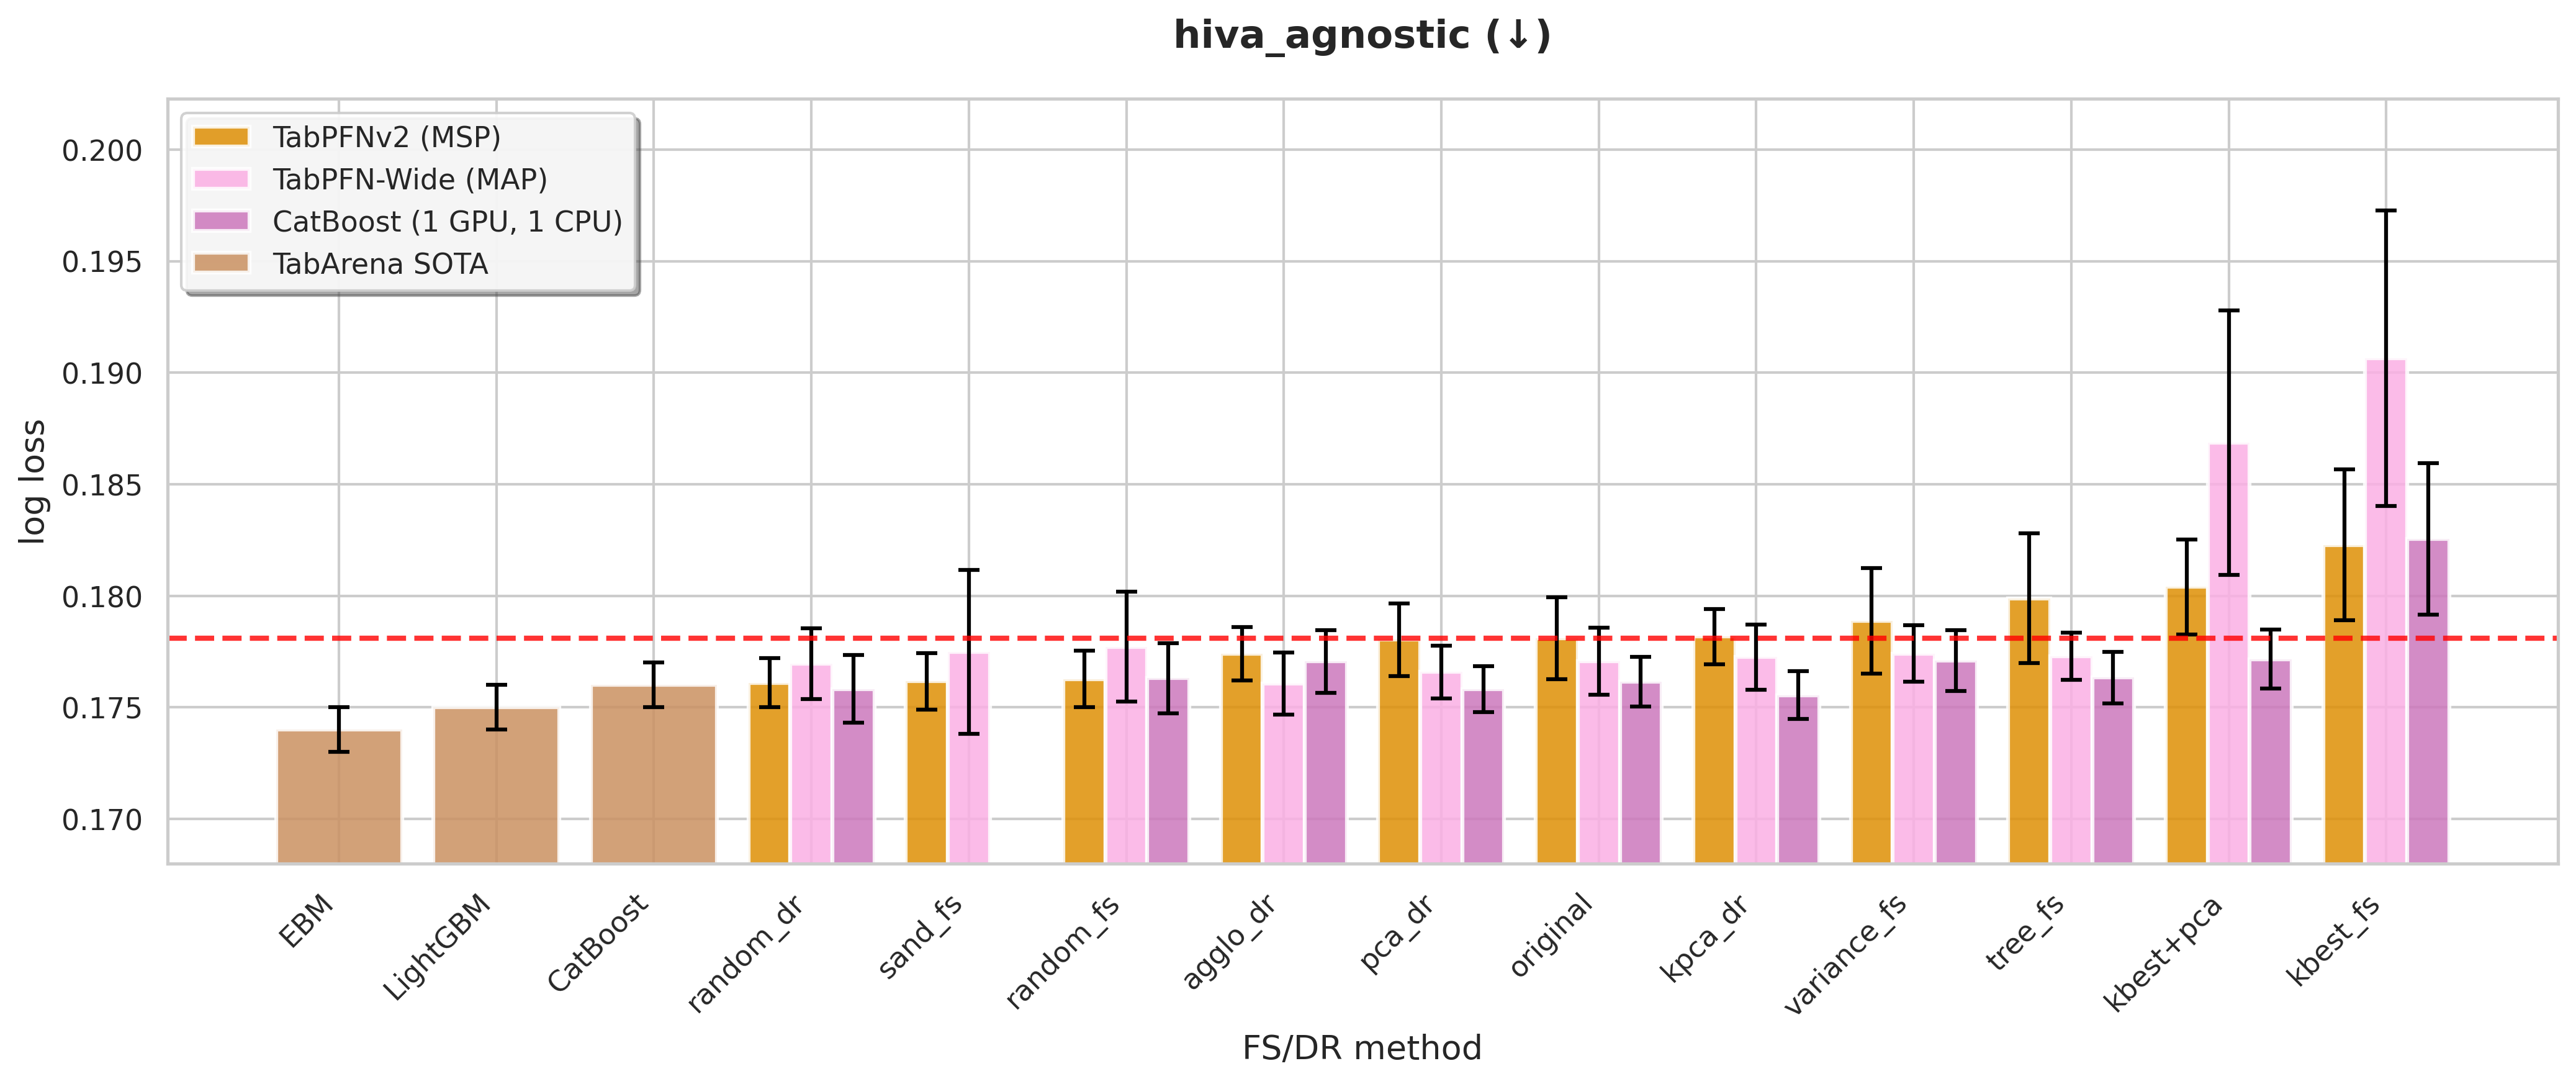 hiva_agnostic (↓)
TabPFNv2 (MSP)
TabPFN-Wide (MAP)
CatBoost (1 GPU, 1 CPU)
TabArena SOTA
log loss
0.200
0.195
0.190
0.185
0.180
0.175
0.170
EBM
LightGBM
CatBoost
random_dr
sand_fs
random_fs
agglo_dr
pca_dr
original
kpca_dr
variance_fs
tree_fs
kbest+pca
kbest_fs
FS/DR method